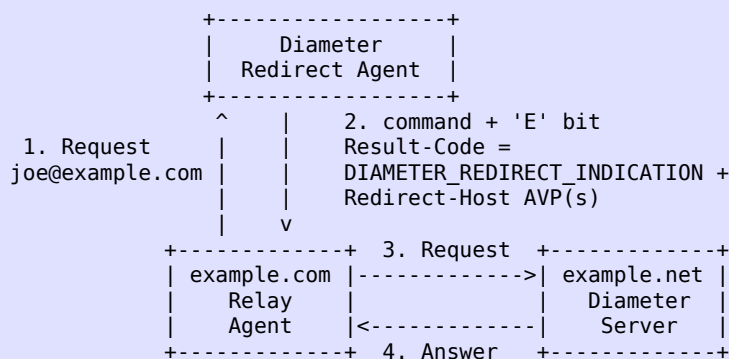 +------------------+
|     Diameter     |
|  Redirect Agent  |
+------------------+
^    |    2. command + 'E' bit
1. Request     |    |    Result-Code =
joe@example.com |    |    DIAMETER_REDIRECT_INDICATION +
|    |    Redirect-Host AVP(s)
|    v
+-------------+  3. Request  +-------------+
| example.com |------------->| example.net |
|    Relay    |              |   Diameter  |
|    Agent    |<-------------|    Server   |
+-------------+  4. Answer   +-------------+